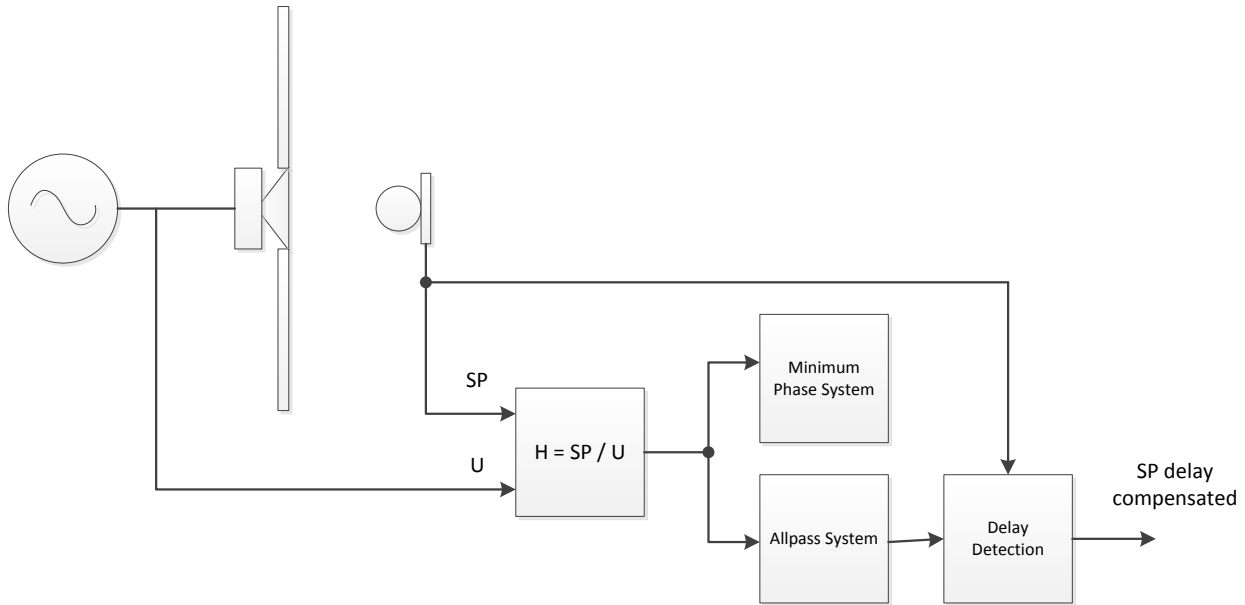 SP
U
H = SP / U
Minimum
Phase System
Allpass System
Delay
Detection
SP delay
compensated